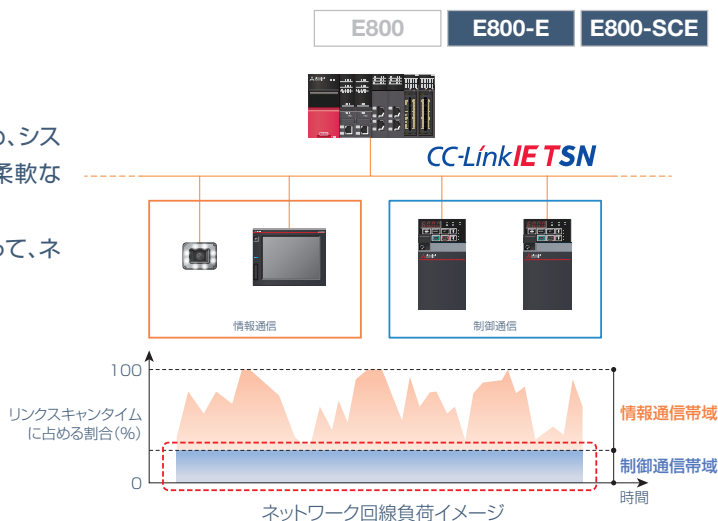 E800
E800-E
E800-SCE
め、シス
柔軟な
って、ネ
CC-Link IE TSN
情報通信
制御通信
100
リンクスキャンタイム
に占める割合(%)
0
情報通信帯域
制御通信帯域
時間
ネットワーク回線負荷イメージ